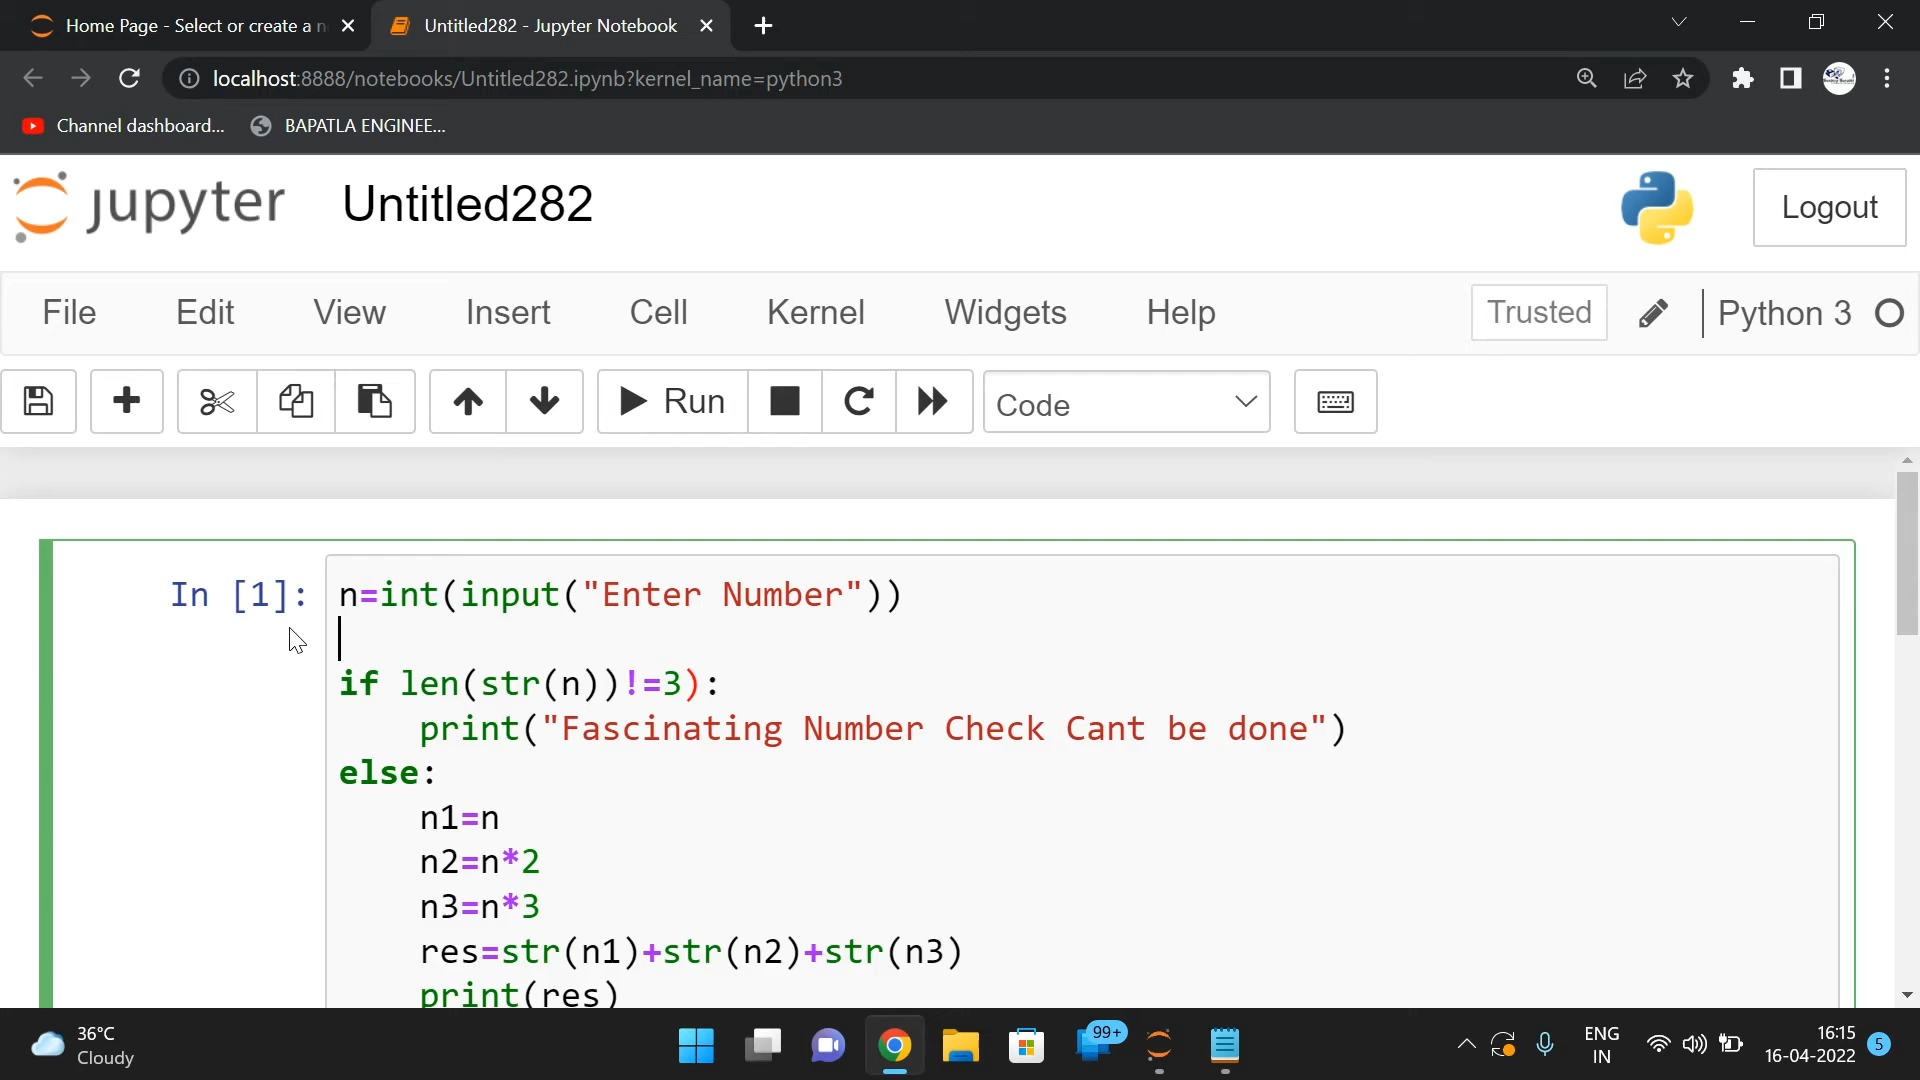 Home Page - Select or create a n
Untitled282 - Jupyter Notebook
localhost:8888/notebooks/Untitled282.ipynb?kernel_name=python3
Channel dashboard...
BAPATLA ENGINEE...
jupyter
Untitled282
Logout
File Edit View Insert Cell Kernel Widgets Help
Trusted
Python 3
Run
Code
In [1]:
n=int(input("Enter Number"))
if len(str(n))!=3):
print("Fascinating Number Check Cant be done")
else:
n1=n
n2=n*2
n3=n*3
res=str(n1)+str(n2)+str(n3)
print(res)
36°C
Cloudy
99+
ENG
IN
16:15
16-04-2022
5